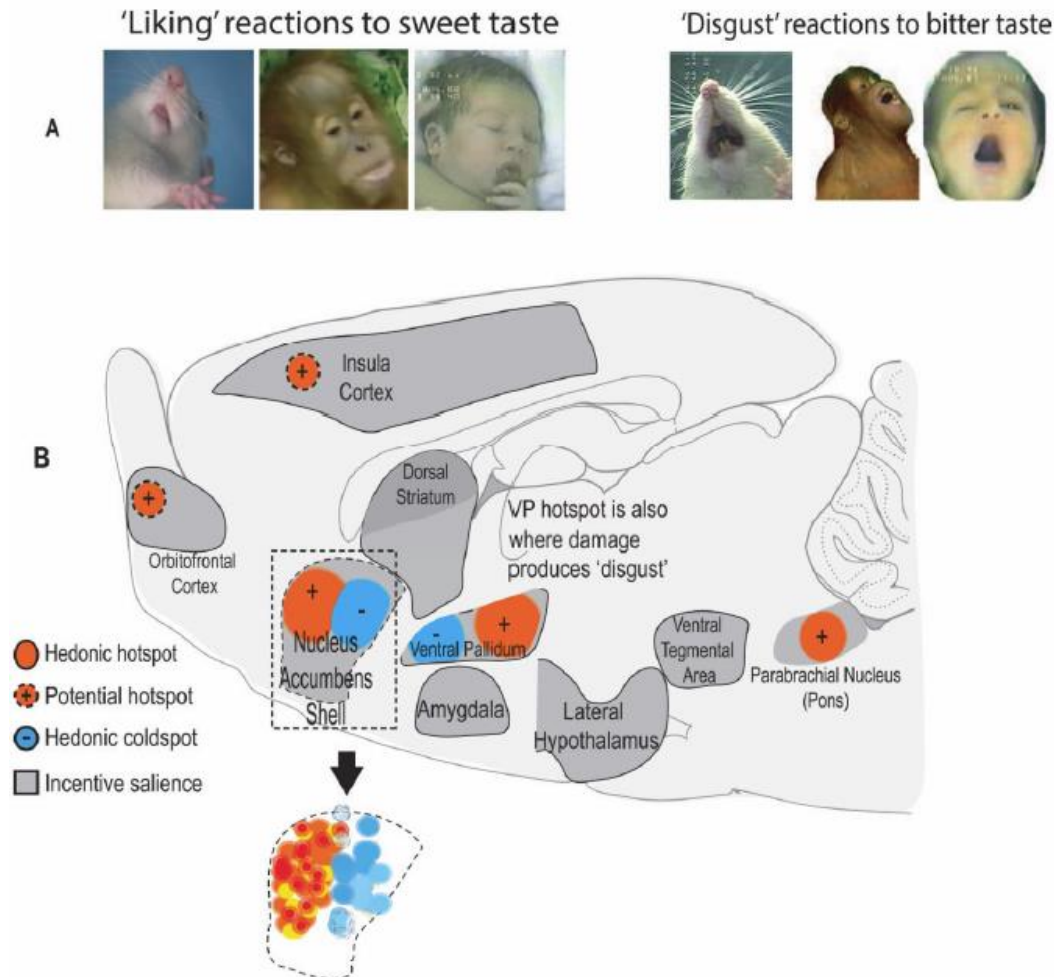 'Liking' reactions to sweet taste
'Disgust' reactions to bitter taste
A
B
Insula
Cortex
+
+
Orbitofrontal
Cortex
Dorsal
Striatum
VP hotspot is also
where damage
produces 'disgust'
+
-
Nucleus
Accumbens
Shell
-
+
Ventral Pallidum
Amygdala
Lateral
Hypothalamus
Ventral
Tegmental
Area
+
Parabrachial Nucleus
(Pons)
Hedonic hotspot
+ Potential hotspot
- Hedonic coldspot
Incentive salience